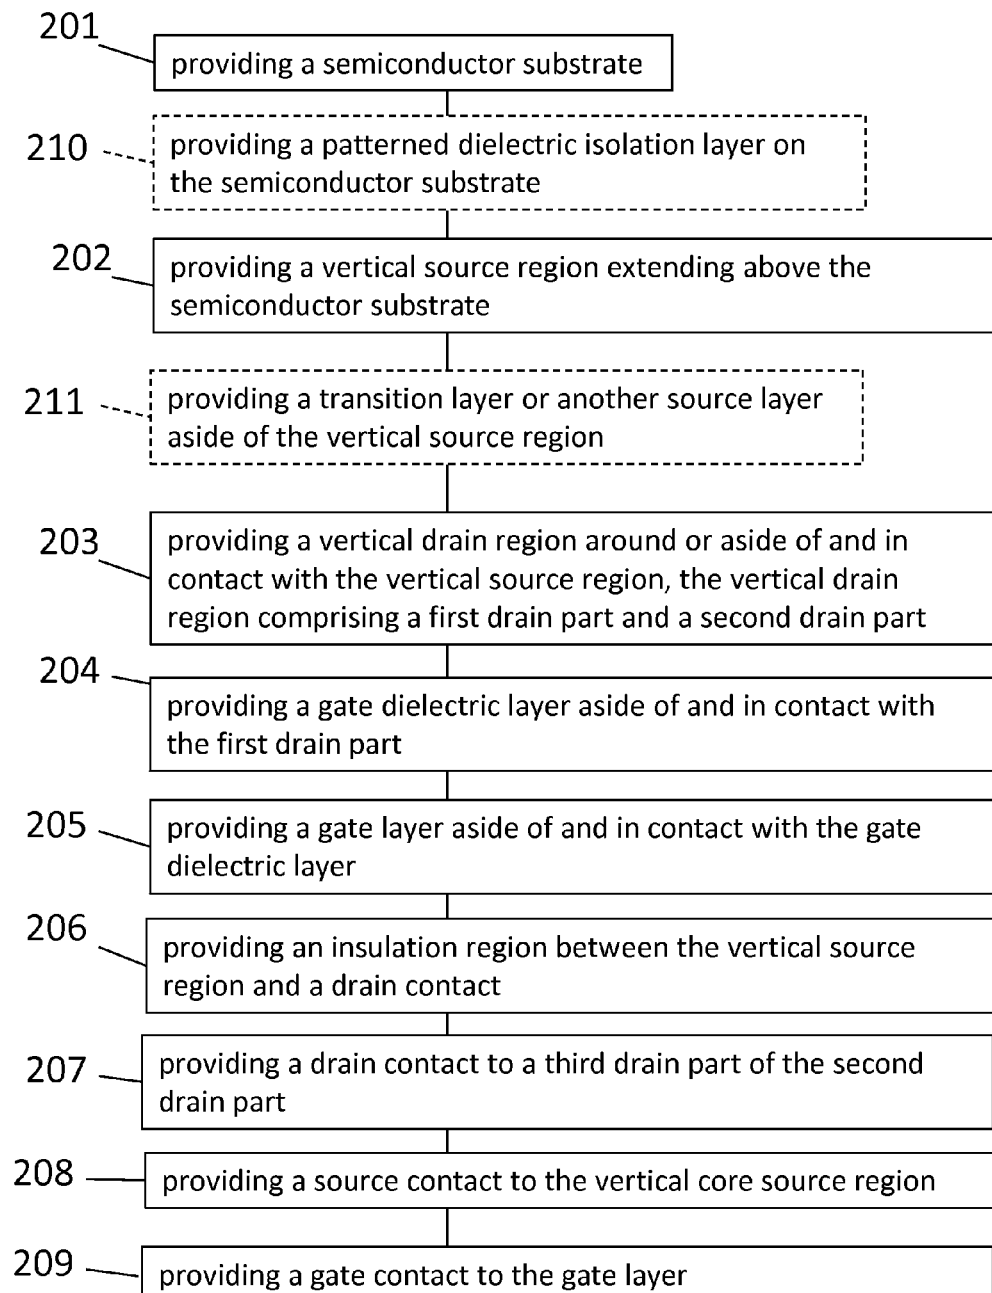 201
providing a semiconductor substrate
210
providing a patterned dielectric isolation layer on
the semiconductor substrate
202
providing a vertical source region extending above the
semiconductor substrate
211
providing a transition layer or another source layer
aside of the vertical source region
203
providing a vertical drain region around or aside of and in
contact with the vertical source region, the vertical drain
region comprising a first drain part and a second drain part
204
providing a gate dielectric layer aside of and in contact with
the first drain part
205
providing a gate layer aside of and in contact with the gate
dielectric layer
206
providing an insulation region between the vertical source
region and a drain contact
207
providing a drain contact to a third drain part of the second
drain part
208
providing a source contact to the vertical core source region
209
providing a gate contact to the gate layer